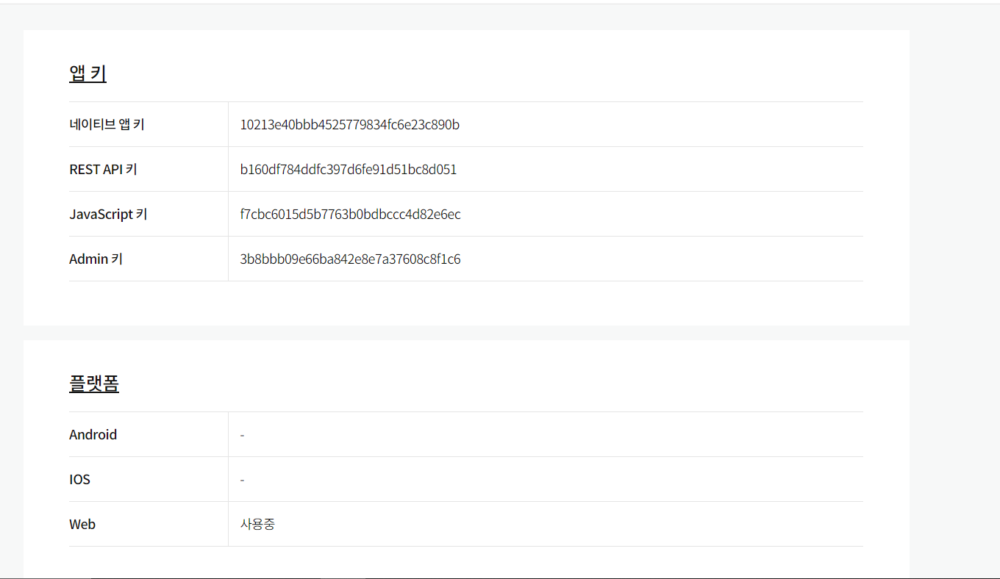 앱 키
네이티브 앱 키 10213e40bbb4525779834fc6e23c890b
REST API 키 b160df784ddfc397d6fe91d51bc8d051
JavaScript 키 f7cbc6015d5b7763b0bdbccc4d82e6ec
Admin 키 3b8bbb09e66ba842e8e7a37608c8f1c6
플랫폼
Android -
IOS -
Web 사용중